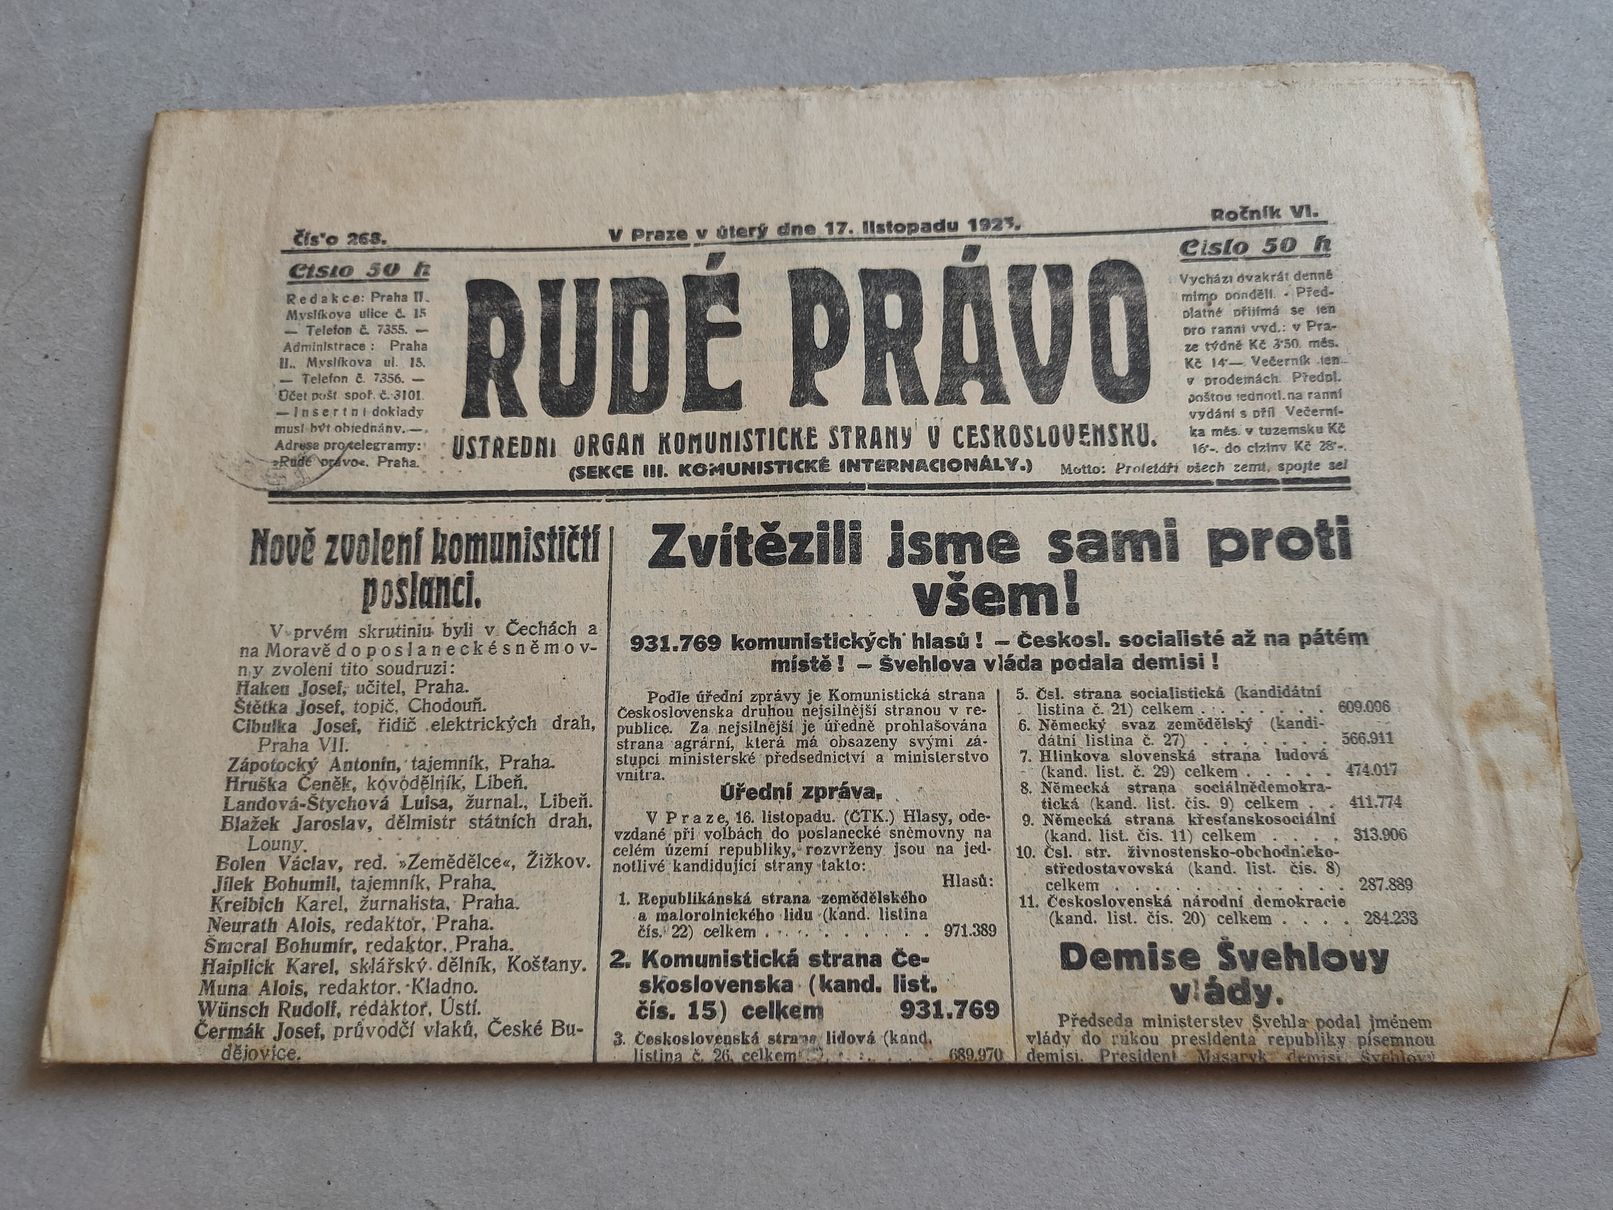 Číslo 268.
V Praze v úterý dne 17. listopadu 1925.
Ročník VI.
Cislo 50 h
Redakce: Praha II.
Myslíkova ulice č. 15
— Telefon č. 7355. —
Administrace: Praha
II., Myslíkova ul. 15.
— Telefon č. 7356. —
Účet pošt. spoř. č. 3101
— Insertní doklady
musí být objednány. —
Adresa pro telegramy:
»Rudé právo«, Praha.
RUDÉ PRÁVO
USTREDNI ORGAN KOMUNISTICKE STRANY V CESKOSLOVENSKU.
(SEKCE III. KOMUNISTICKÉ INTERNACIONÁLY.)
Motto: Proletáři všech zemí, spojte se!
Cislo 50 h
Vychází dvakrát denně
mimo pondělí. - Před-
platné přijímá se jen
pro ranní vyd.: v Pra-
ze týdně Kč 3'50, měs.
Kč 14'— Večerník jen
v prodejnách. Předpl.
poštou jednotl. na ranní
vydání s příl Večerní-
ka měs. v tuzemsku Kč
16'-, do ciziny Kč 28'-.
Nově zvolení komunističtí
poslanci.
V prvém skrutiniu byli v Čechách a
na Moravě do poslanecké sněmov-
ny zvoleni tito soudruzi:
Haken Josef, učitel, Praha.
Štětka Josef, topič, Chodouň.
Cibulka Josef, řidič elektrických drah,
Praha VII.
Zápotocký Antonín, tajemník, Praha.
Hruška Čeněk, kovodělník, Libeň.
Landová-Štychová Luisa, žurnal., Libeň.
Blažek Jaroslav, dělmistr státních drah,
Louny.
Bolen Václav, red. »Zemědělce«, Žižkov.
Jílek Bohumil, tajemník, Praha.
Kreibich Karel, žurnalista, Praha.
Neurath Alois, redaktor, Praha.
Šmeral Bohumír, redaktor, Praha.
Haiplick Karel, sklářský dělník, Košťany.
Muna Alois, redaktor, Kladno.
Wünsch Rudolf, redaktor, Ústí.
Čermák Josef, průvodčí vlaků, České Bu-
dějovice.
Zvítězili jsme sami proti
všem!
931.769 komunistických hlasů! — Českosl. socialisté až na pátém
místě! — Švehlova vláda podala demisi!
Podle úřední zprávy je Komunistická strana
Československa druhou nejsilnější stranou v re-
publice. Za nejsilnější je úředně prohlašována
strana agrární, která má obsazeny svými zá-
stupci ministerské předsednictví a ministerstvo
vnitra.
Úřední zpráva.
V Praze, 16. listopadu. (ČTK.) Hlasy, ode-
vzdané při volbách do poslanecké sněmovny na
celém území republiky, rozvrženy jsou na jed-
notlivé kandidující strany takto:
Hlasů:
1. Republikánská strana zemědělského
a malorolnického lidu (kand. listina
čís. 22) celkem . . . . . . . . . 971.389
2. Komunistická strana Če-
skoslovenska (kand. list.
čís. 15) celkem 931.769
3. Československá strana lidová (kand.
listina č. 26, celkem . . . . . . 689.970
5. Čsl. strana socialistická (kandidátní
listina č. 21) celkem . . . . . . . 609.096
6. Německý svaz zemědělský (kandi-
dátní listina č. 27) . . . . . . . 566.911
7. Hlinkova slovenská strana ludová
(kand. list. č. 29) celkem . . . . . 474.017
8. Německá strana sociálnědemokra-
tická (kand. list. čís. 9) celkem . . 411.774
9. Německá strana křesťanskosociální
(kand. list. čís. 11) celkem . . . . 313.906
10. Čsl. str. živnostensko-obchodnicko-
středostavovská (kand. list. čís. 8)
celkem . . . . . . . . . . . . 287.889
11. Československá národní demokracie
(kand. list. čís. 20) celkem . . . . 284.233
Demise Švehlovy
vlády.
Předseda ministerstev Švehla podal jménem
vlády do rukou presidenta republiky písemnou
demisi. President Masaryk demisi Švehlovy